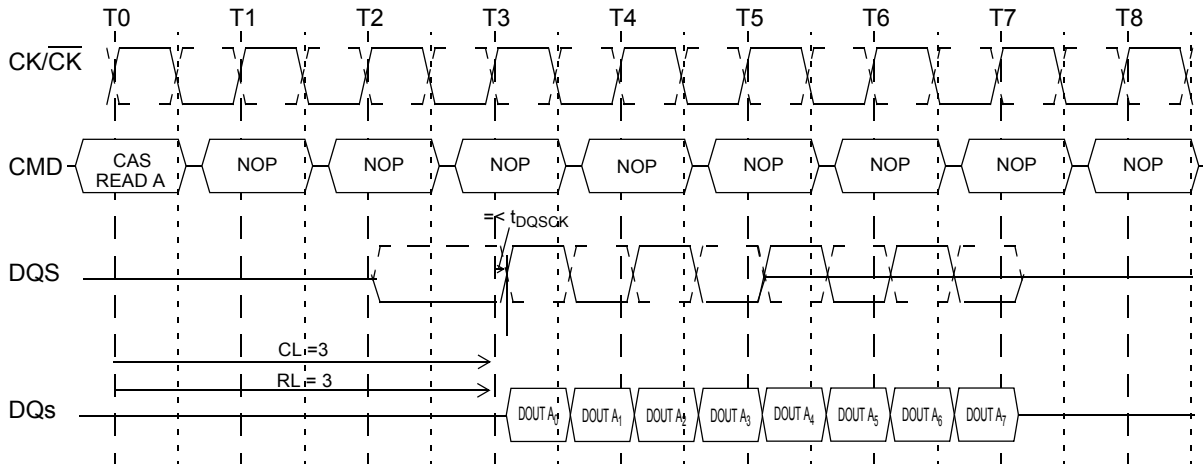 T0 T1 T2 T3 T4 T5 T6 T7 T8
CK/CK
CMD CAS READ A NOP NOP NOP NOP NOP NOP NOP NOP
=< tDQSCK
DQS
CL =3
RL = 3
DQs DOUT A0 DOUT A1 DOUT A2 DOUT A3 DOUT A4 DOUT A5 DOUT A6 DOUT A7